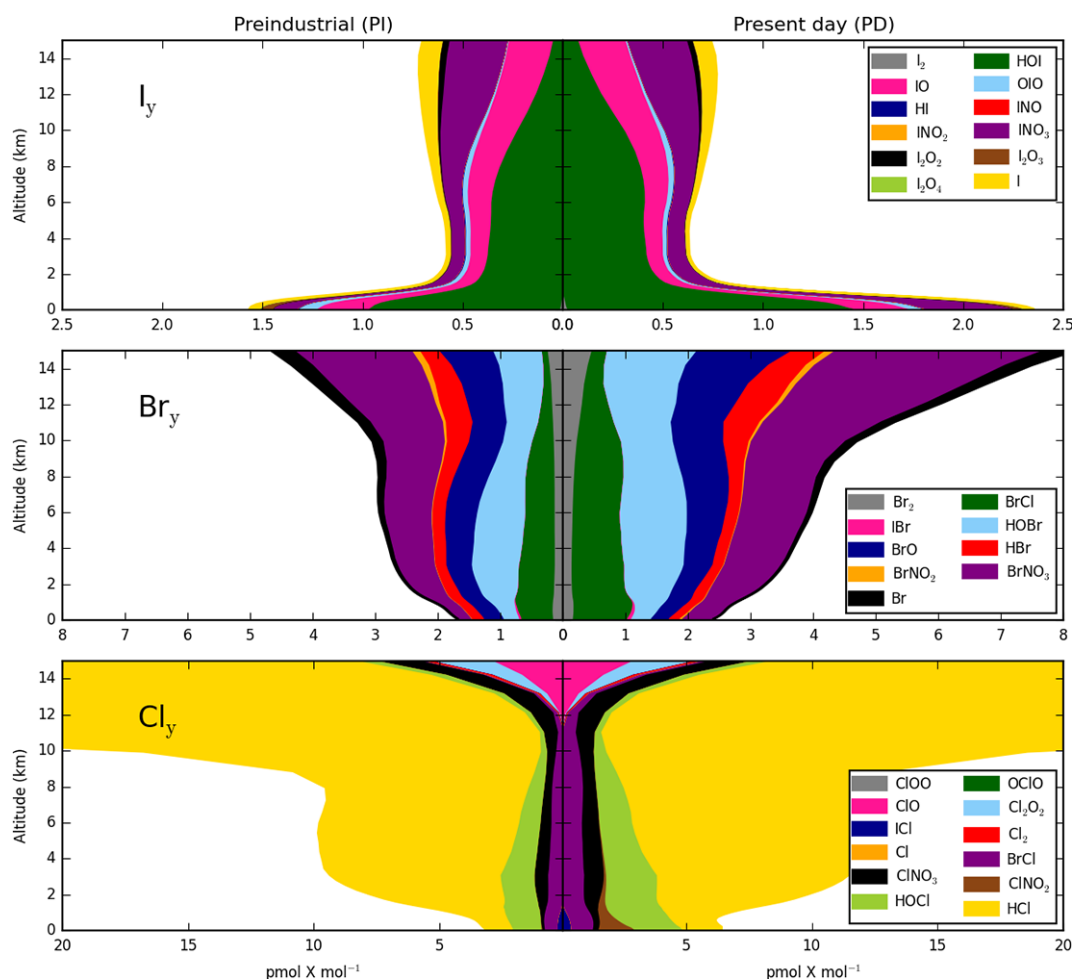 Preindustrial (PI) Present day (PD)
Altitude (km)
14
12
10
8
6
4
2
0
I_y
I₂ HOI
IO OIO
HI INO
INO₂ INO₃
I₂O₂ I₂O₃
I₂O₄ I
2.5 2.0 1.5 1.0 0.5 0.0 0.5 1.0 1.5 2.0 2.5
Altitude (km)
14
12
10
8
6
4
2
0
Br_y
Br₂ BrCl
IBr HOBr
BrO HBr
BrNO₂ BrNO₃
Br
8 7 6 5 4 3 2 1 0 1 2 3 4 5 6 7 8
Altitude (km)
14
12
10
8
6
4
2
0
Cl_y
ClOO OClO
ClO Cl₂O₂
ICl Cl₂
Cl BrCl
ClNO₃ ClNO₂
HOCl HCl
20 15 10 5 5 10 15 20
pmol X mol⁻¹ pmol X mol⁻¹